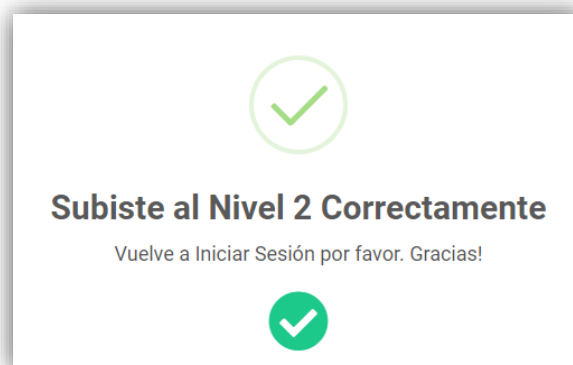 Subiste al Nivel 2 Correctamente
Vuelve a Iniciar Sesión por favor. Gracias!